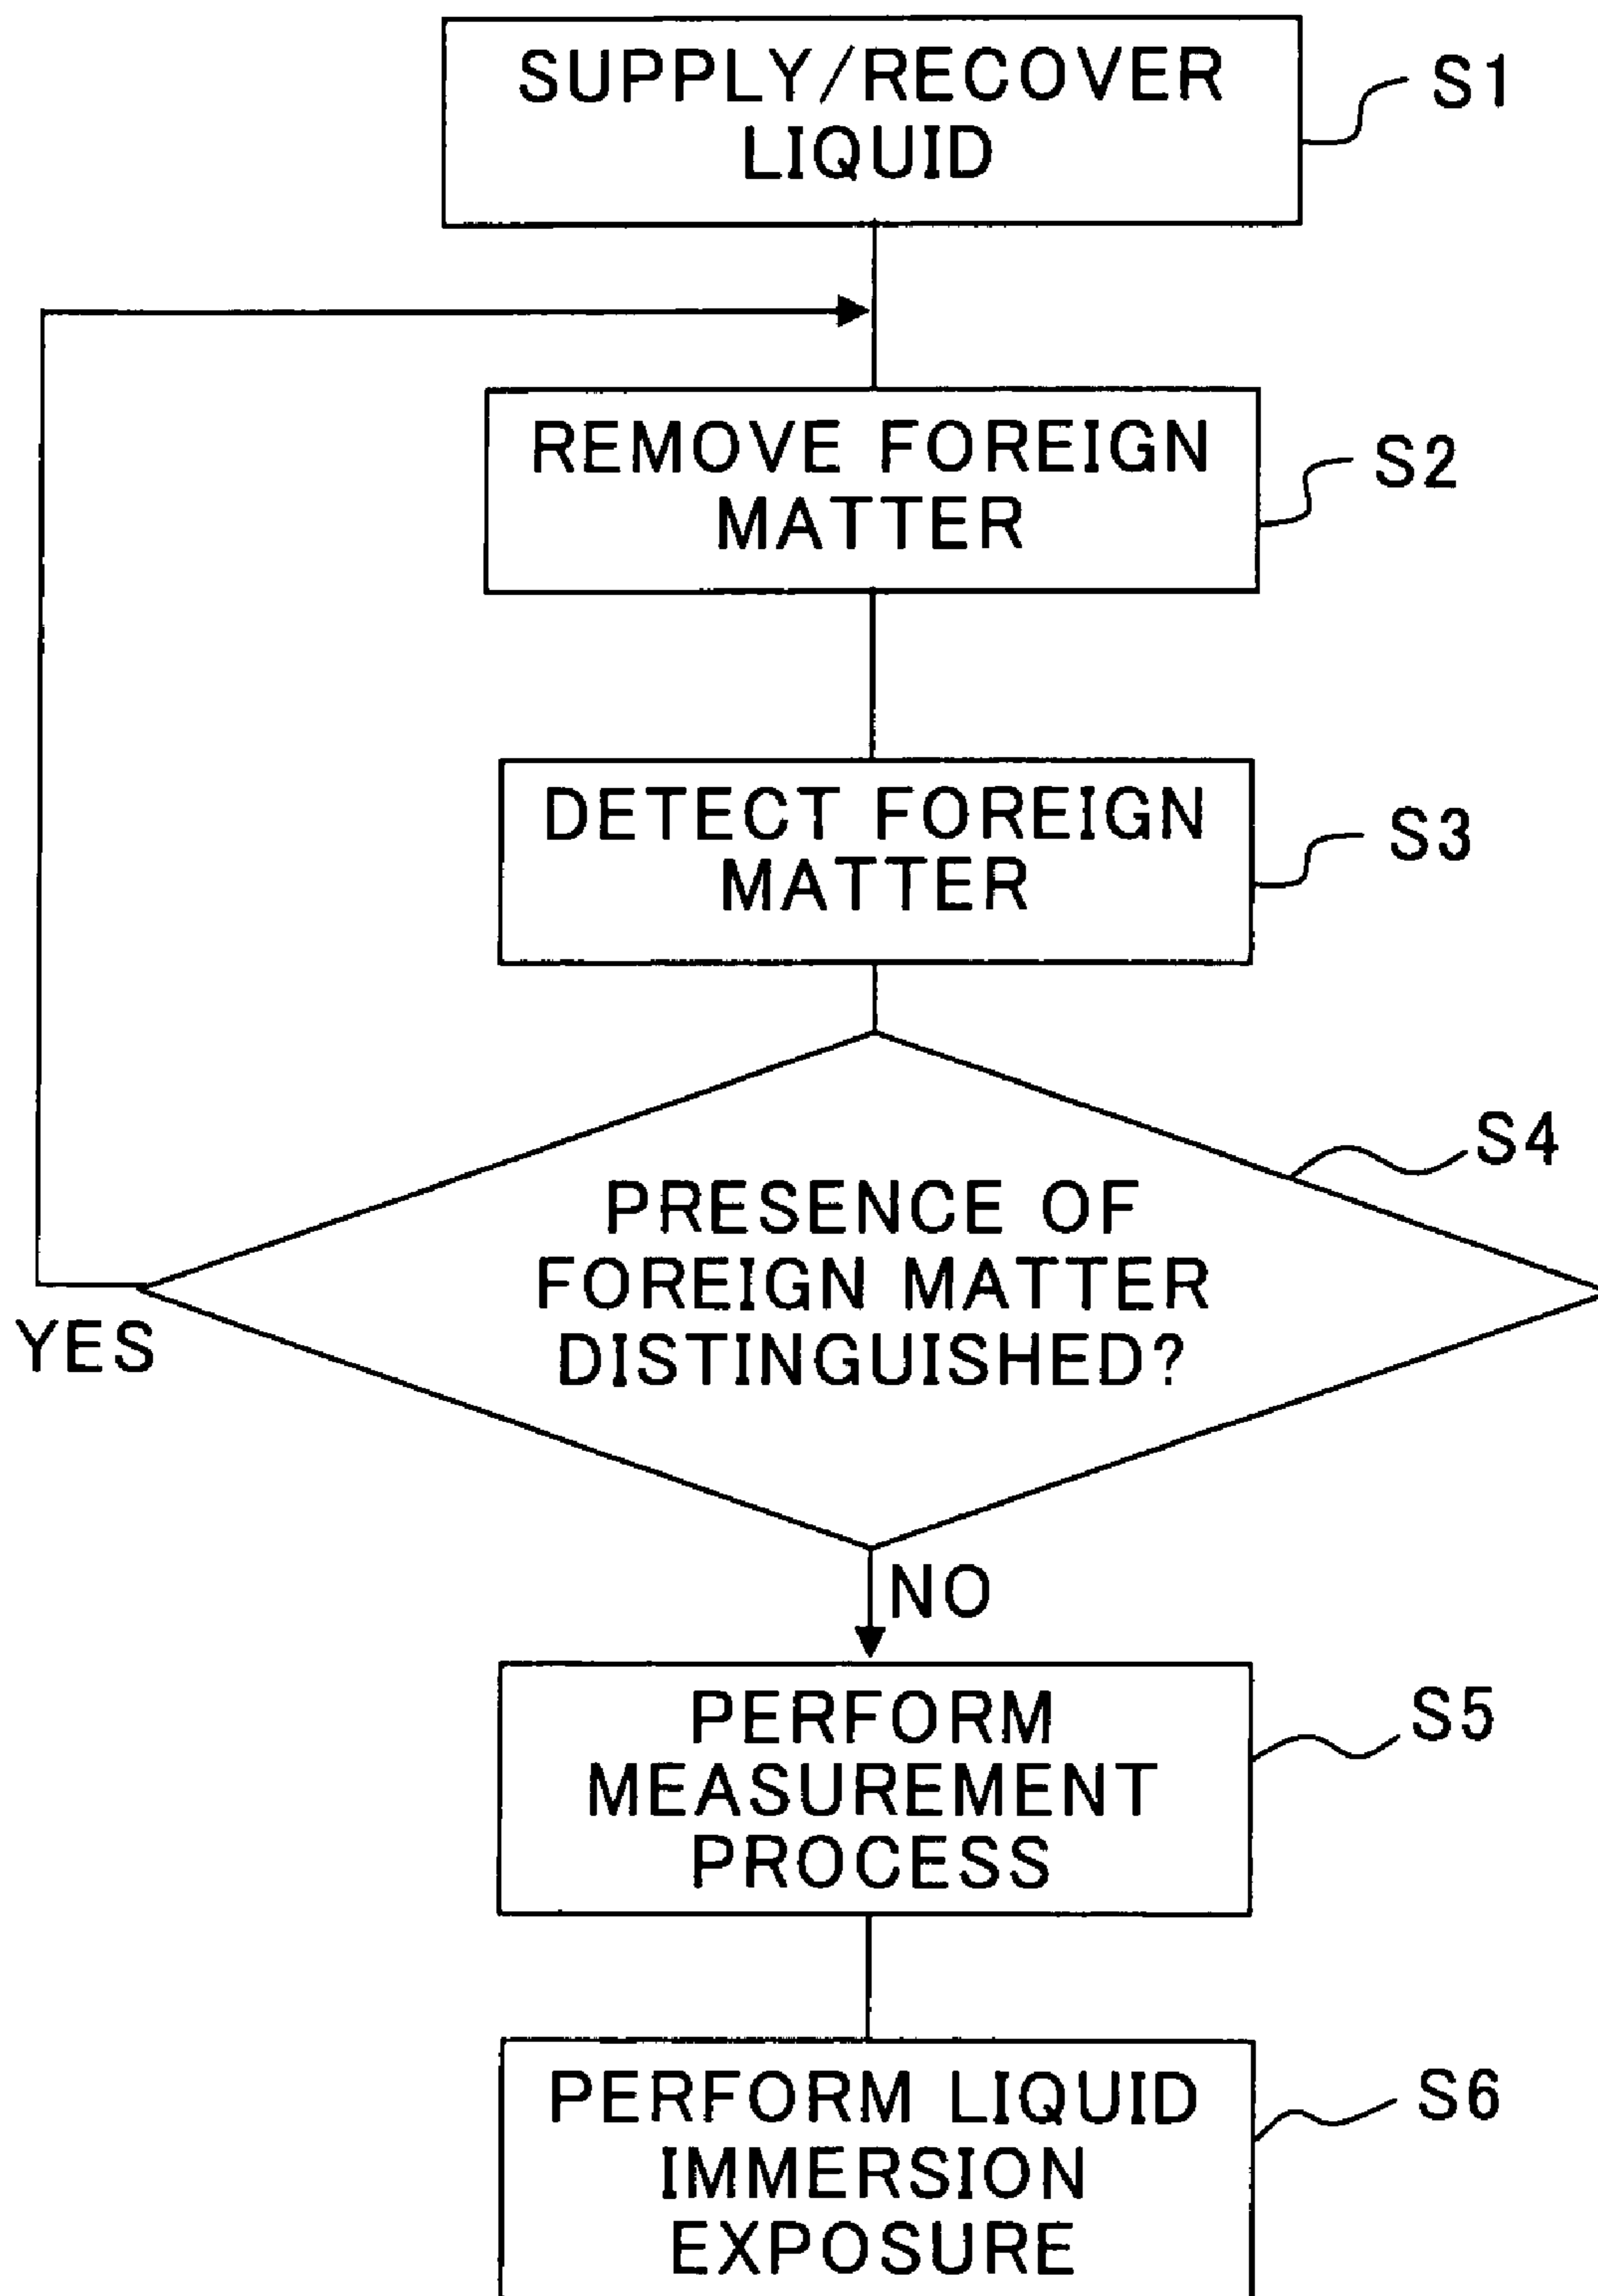 SUPPLY/RECOVER
LIQUID
S1
REMOVE FOREIGN
MATTER
S2
DETECT FOREIGN
MATTER
S3
S4
PRESENCE OF
FOREIGN MATTER
DISTINGUISHED?
YES
NO
PERFORM
MEASUREMENT
PROCESS
S5
PERFORM LIQUID
IMMERSION
EXPOSURE
S6